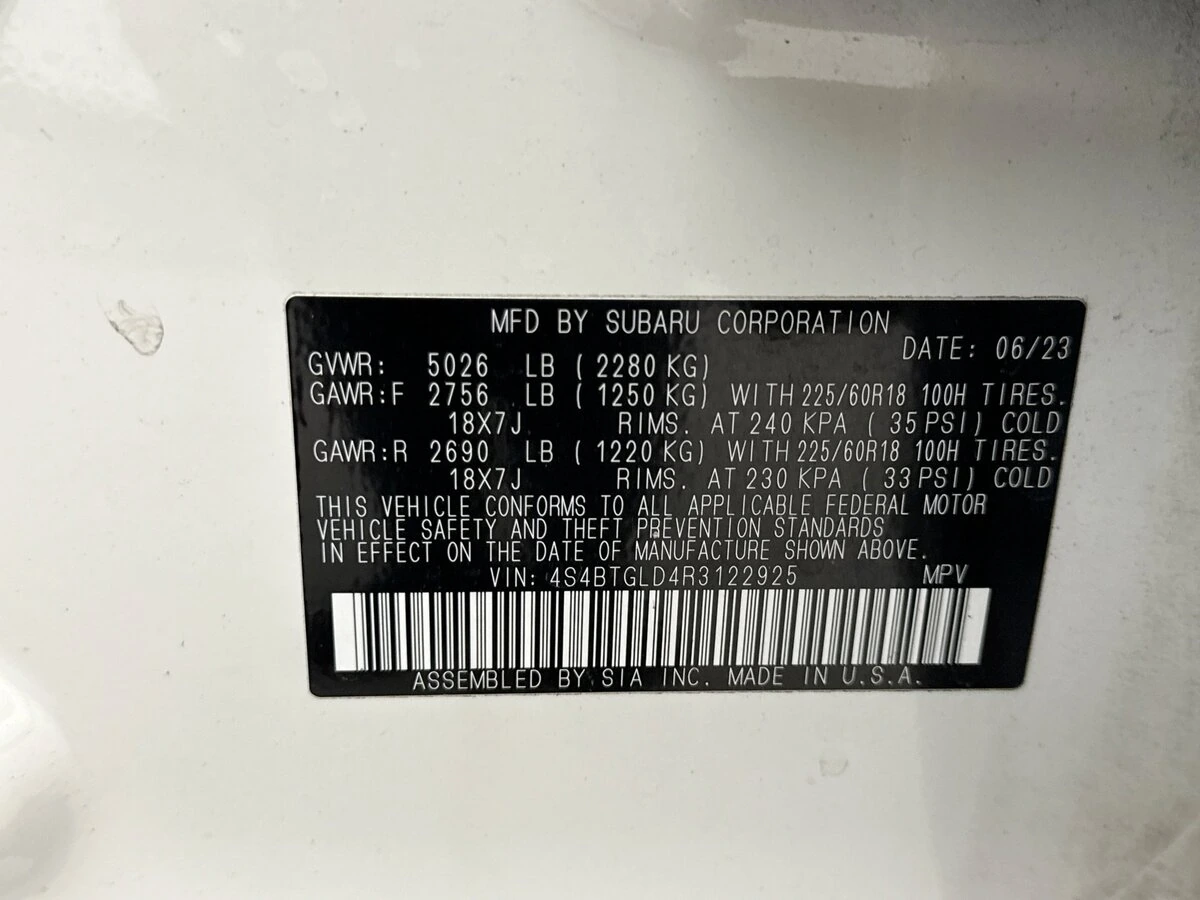 MFD BY SUBARU CORPORATION
DATE: 06/23
GVWR: 5026 LB ( 2280 KG)
GAWR:F 2756 LB ( 1250 KG) WITH 225/60R18 100H TIRES.
18X7J RIMS. AT 240 KPA ( 35 PSI) COLD
GAWR:R 2690 LB ( 1220 KG) WITH 225/60R18 100H TIRES.
18X7J RIMS. AT 230 KPA ( 33 PSI) COLD
THIS VEHICLE CONFORMS TO ALL APPLICABLE FEDERAL MOTOR
VEHICLE SAFETY AND THEFT PREVENTION STANDARDS
IN EFFECT ON THE DATE OF MANUFACTURE SHOWN ABOVE.
VIN: 4S4BTGLD4R3122925 MPV
ASSEMBLED BY SIA INC. MADE IN U.S.A.